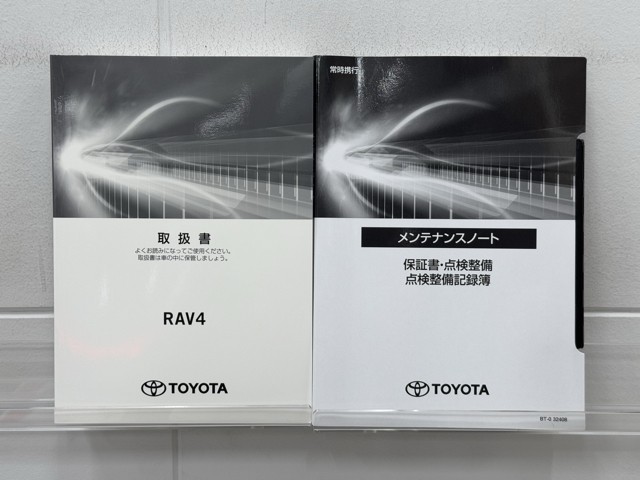 取扱書
よくお読みになってご使用ください。
取扱書は車の中に保管しましょう。
RAV4
TOYOTA
常時携行
メンテナンスノート
保証書・点検整備
点検整備記録簿
TOYOTA